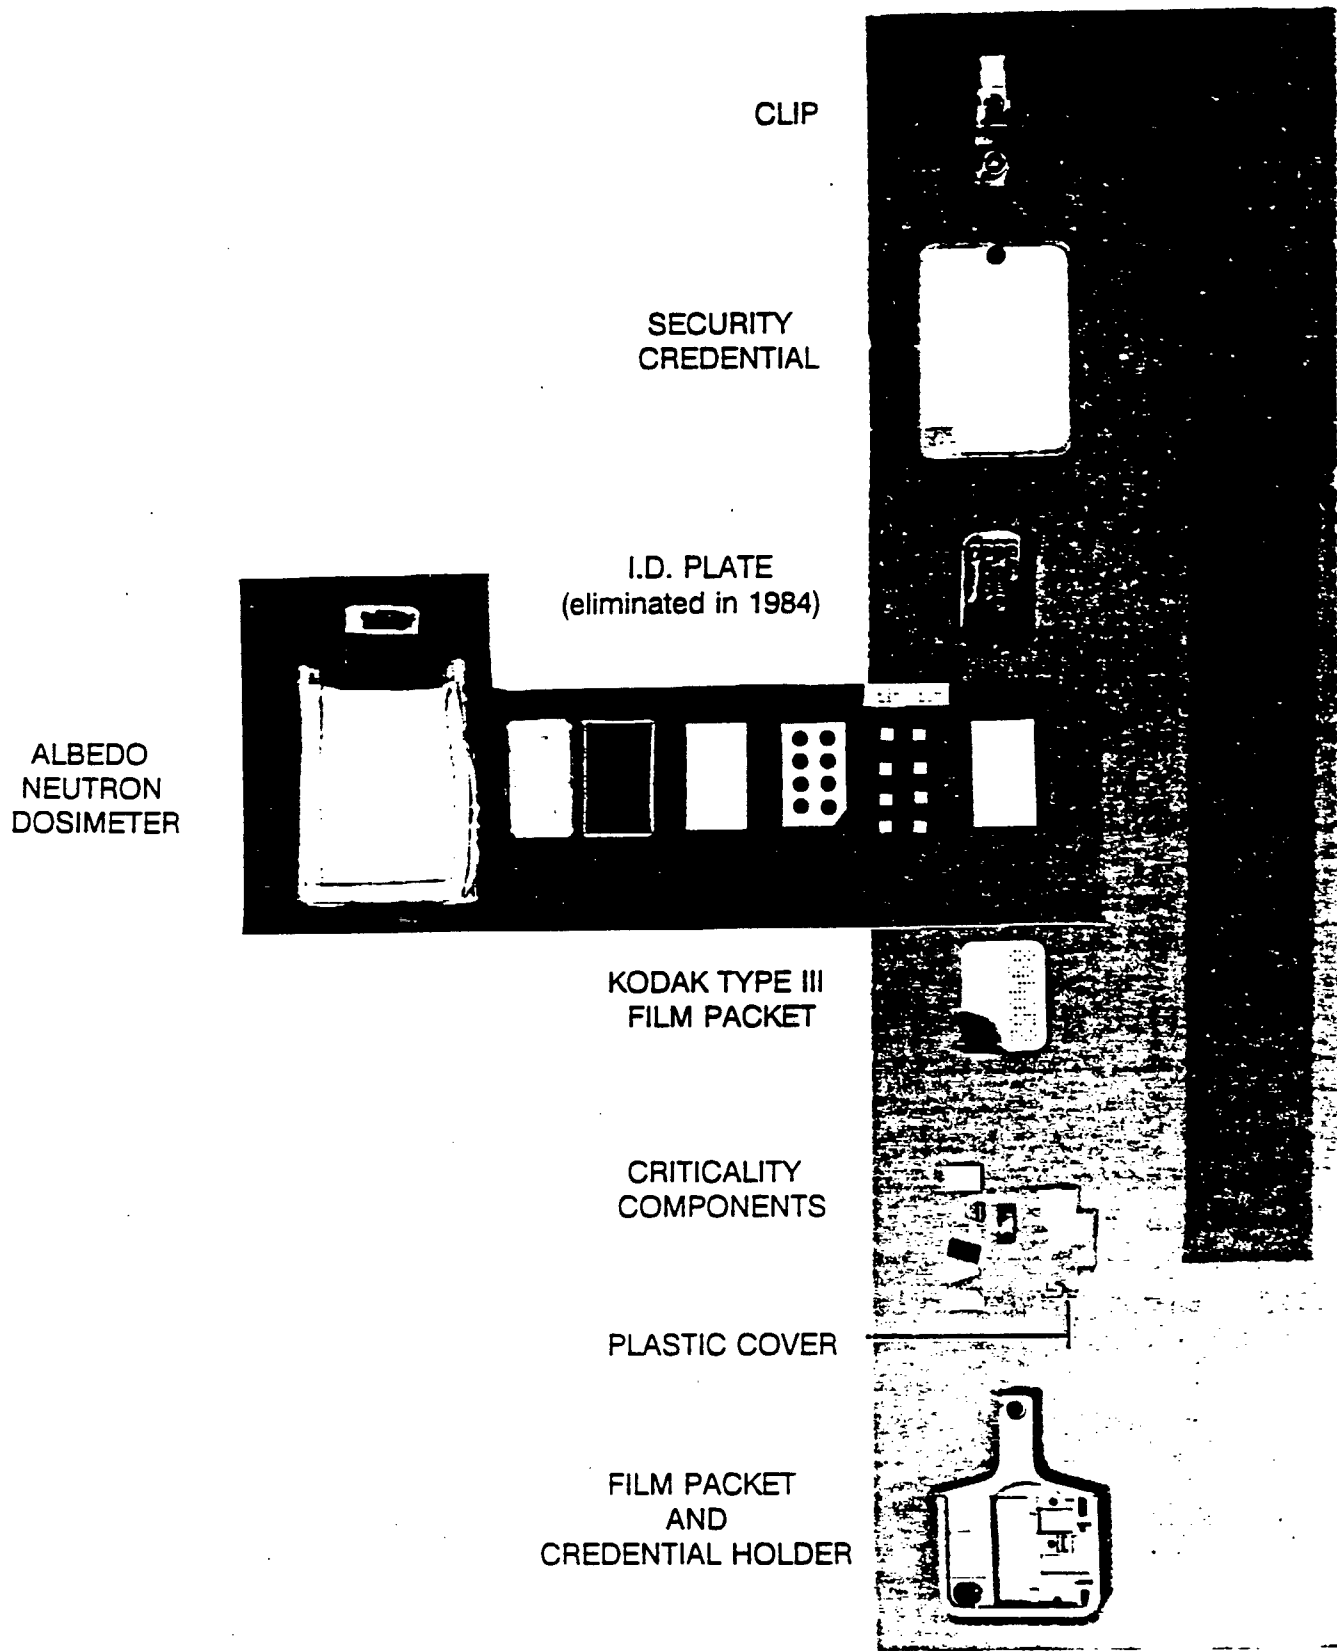 CLIP
SECURITY
CREDENTIAL
I.D. PLATE
(eliminated in 1984)
ALBEDO
NEUTRON
DOSIMETER
KODAK TYPE III
FILM PACKET
CRITICALITY
COMPONENTS
PLASTIC COVER
FILM PACKET
AND
CREDENTIAL HOLDER